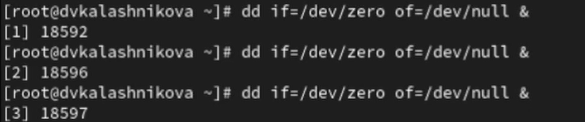 [root@dvkalashnikova ~]# dd if=/dev/zero of=/dev/null &
[1] 18592
[root@dvkalashnikova ~]# dd if=/dev/zero of=/dev/null &
[2] 18596
[root@dvkalashnikova ~]# dd if=/dev/zero of=/dev/null &
[3] 18597